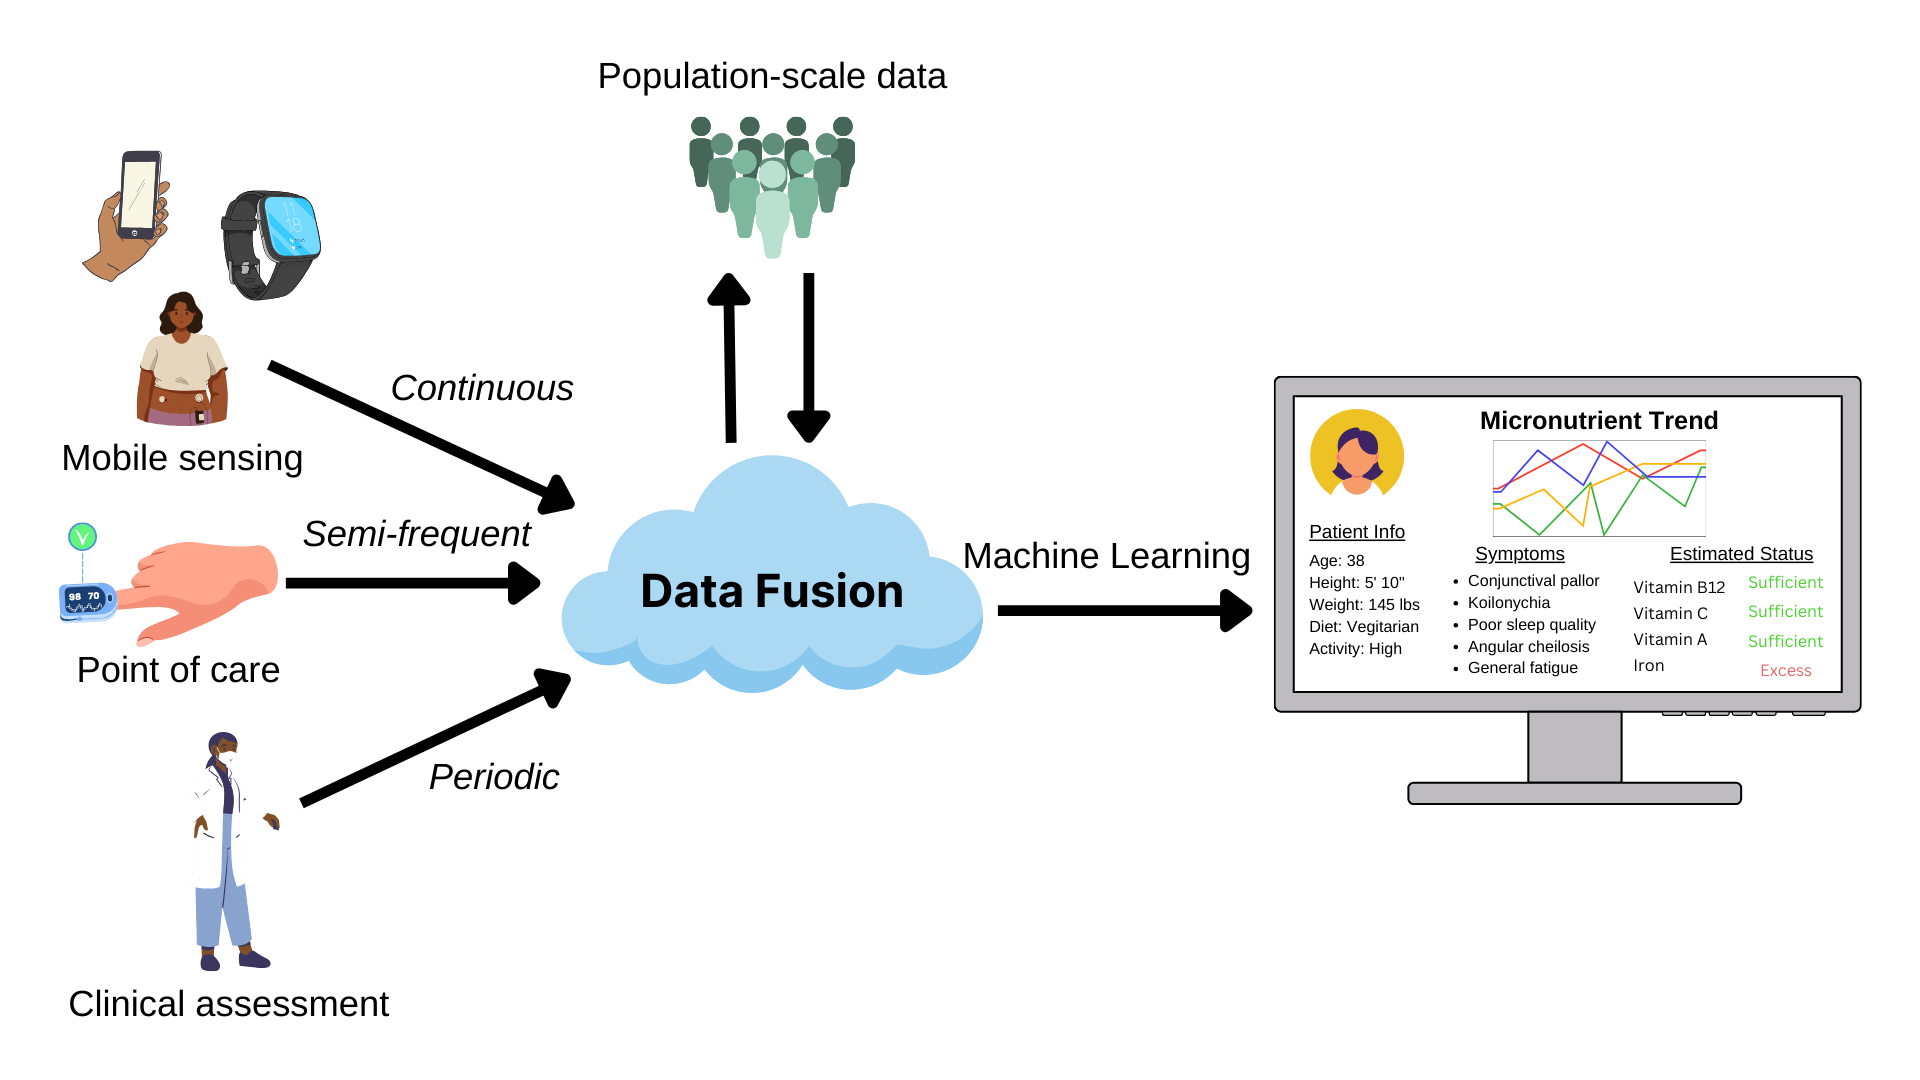 Population-scale data
11
18
Continuous
Mobile sensing
Semi-frequent
98 70
Point of care
Data Fusion
Machine Learning
Periodic
Clinical assessment
Micronutrient Trend
Patient Info
Age: 38
Height: 5' 10"
Weight: 145 lbs
Diet: Vegitarian
Activity: High
Symptoms
• Conjunctival pallor
• Koilonychia
• Poor sleep quality
• Angular cheilosis
• General fatigue
Estimated Status
Vitamin B12 Sufficient
Vitamin C Sufficient
Vitamin A Sufficient
Iron Excess